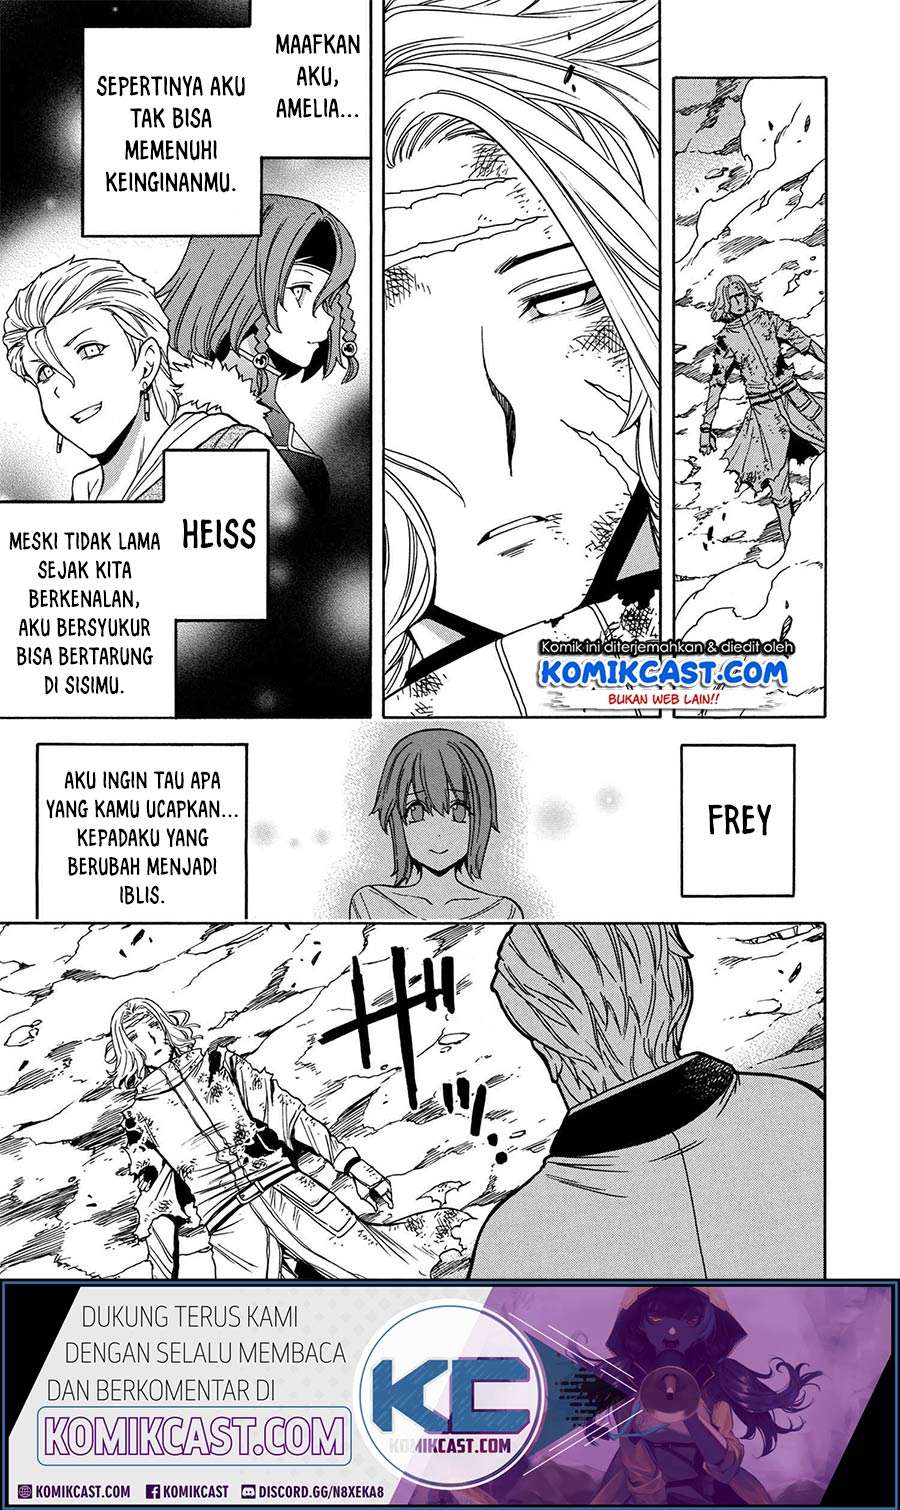 MAAFKAN
AKU,
AMELIA...
SEPERTINYA AKU
TAK BISA
MEMENUHI
KEINGINANMU.
HEISS
MESKI TIDAK LAMA
SEJAK KITA
BERKENALAN,
AKU BERSYUKUR
BISA BERTARUNG
DI SISIMU.
Komik ini diterjemahkan & diedit oleh
KOMIKCAST.COM
BUKAN WEB LAIN!!
FREY
AKU INGIN TAU APA
YANG KAMU UCAPKAN...
KEPADAKU YANG
BERUBAH MENJADI
IBLIS.
ザッ
DUKUNG TERUS KAMI
DENGAN SELALU MEMBACA
DAN BERKOMENTAR DI
KOMIKCAST.COM
KC
KOMIKCAST.COM
KOMIKCAST.COM
KOMIKCAST
DISCORD.GG/N8XEKA8